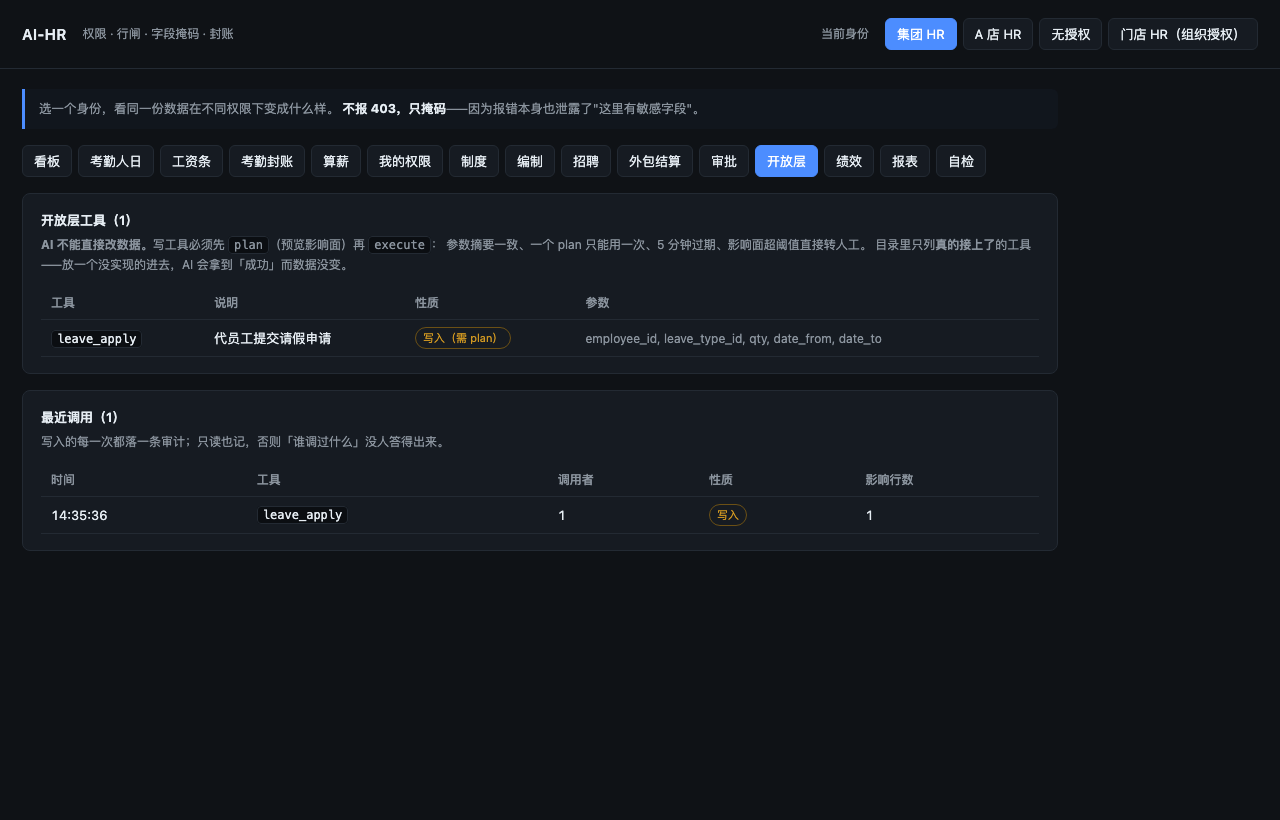 AI-HR 权限 · 行闸 · 字段掩码 · 封账 当前身份 集团 HR A 店 HR 无授权 门店 HR（组织授权）
选一个身份，看同一份数据在不同权限下变成什么样。 不报 403，只掩码——因为报错本身也泄露了"这里有敏感字段"。
看板 考勤人日 工资条 考勤封账 算薪 我的权限 制度 编制 招聘 外包结算 审批 开放层 绩效 报表 自检
开放层工具（1）
AI 不能直接改数据。写工具必须先 plan （预览影响面）再 execute： 参数摘要一致、一个 plan 只能用一次、5 分钟过期、影响面超阈值直接转人工。 目录里只列真的接上了的工具
——放一个没实现的进去，AI 会拿到「成功」而数据没变。
工具 说明 性质 参数
leave_apply 代员工提交请假申请 写入（需 plan） employee_id, leave_type_id, qty, date_from, date_to
最近调用（1）
写入的每一次都落一条审计；只读也记，否则「谁调过什么」没人答得出来。
时间 工具 调用者 性质 影响行数
14:35:36 leave_apply 1 写入 1